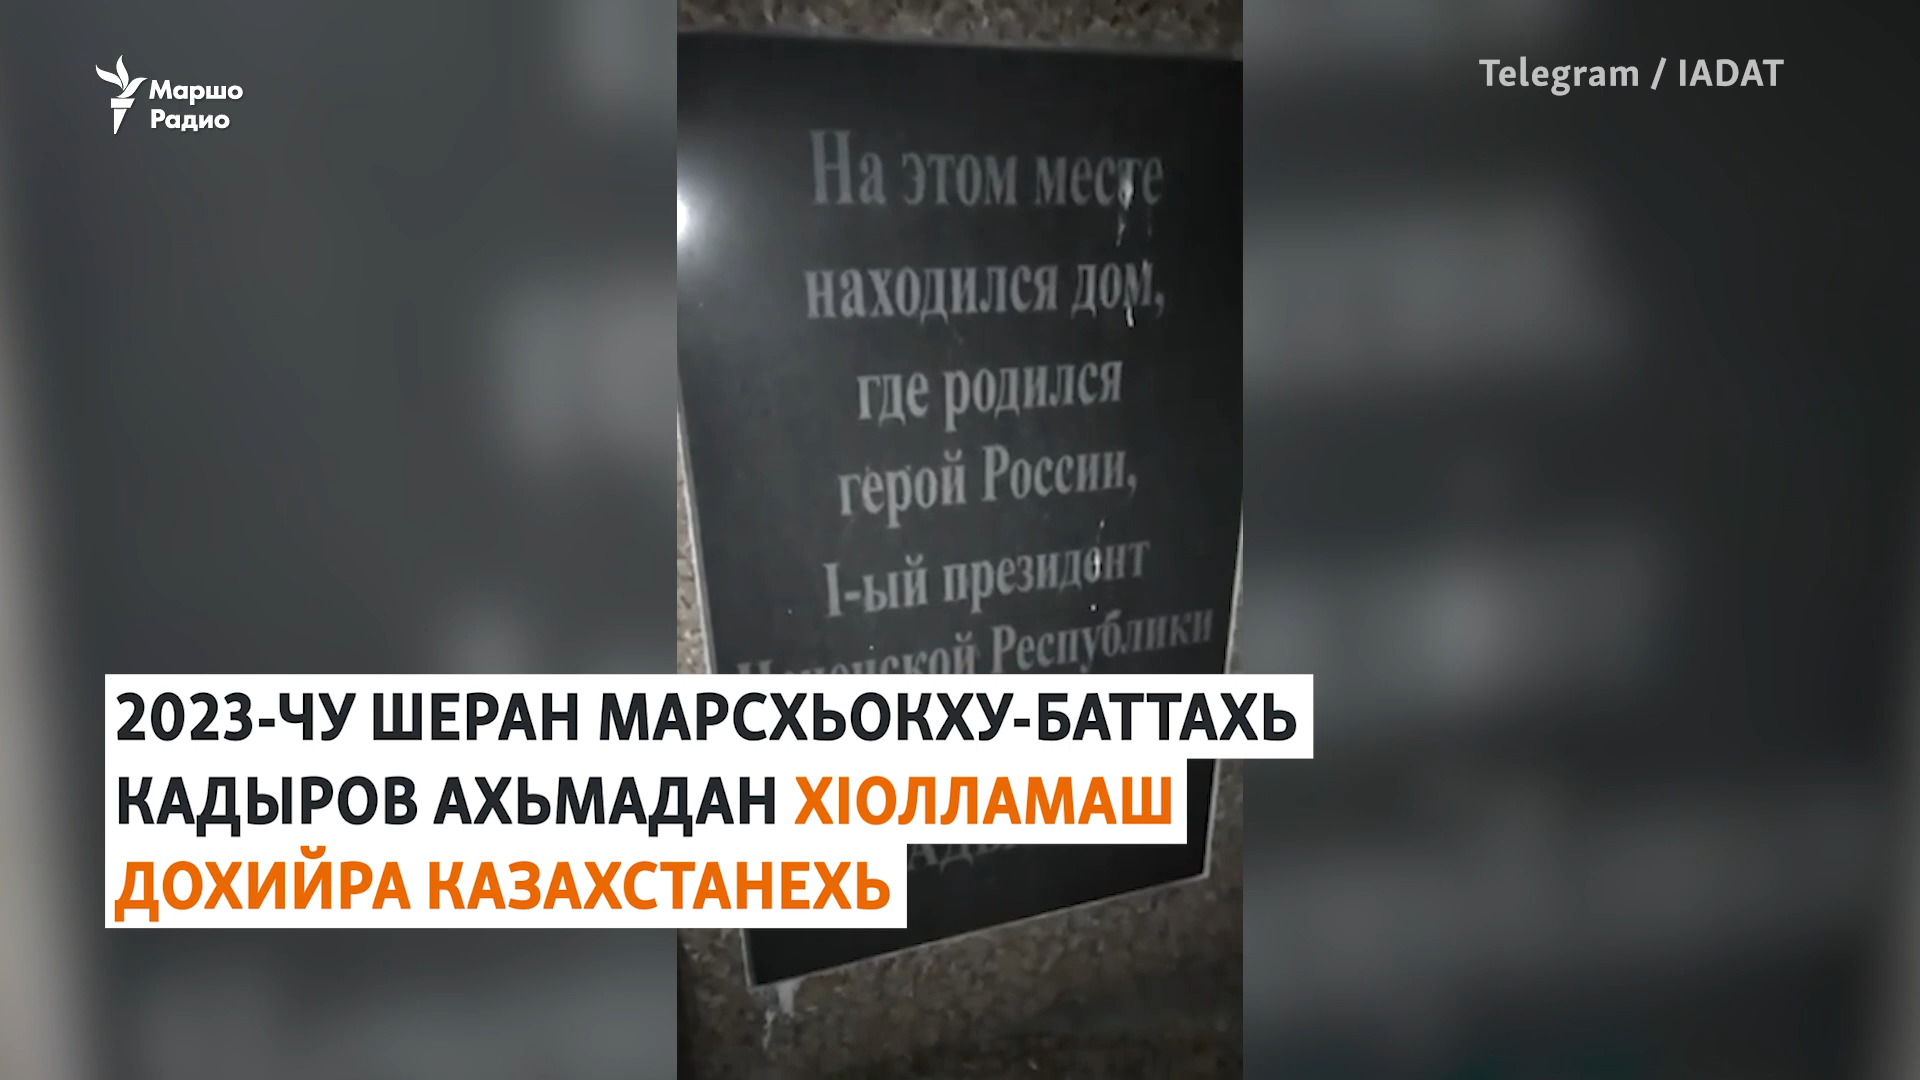 Маршо
Радио
Telegram / IADAT
На этом месте
находился дом,
где родился
герой России,
I-ый президент
Республики
2023-ЧУ ШЕРАН МАРСХЬОКХУ-БАТТАХЬ
КАДЫРОВ АХЬМАДАН ХІОЛЛАМАШ
ДОХИЙРА КАЗАХСТАНЕХЬ